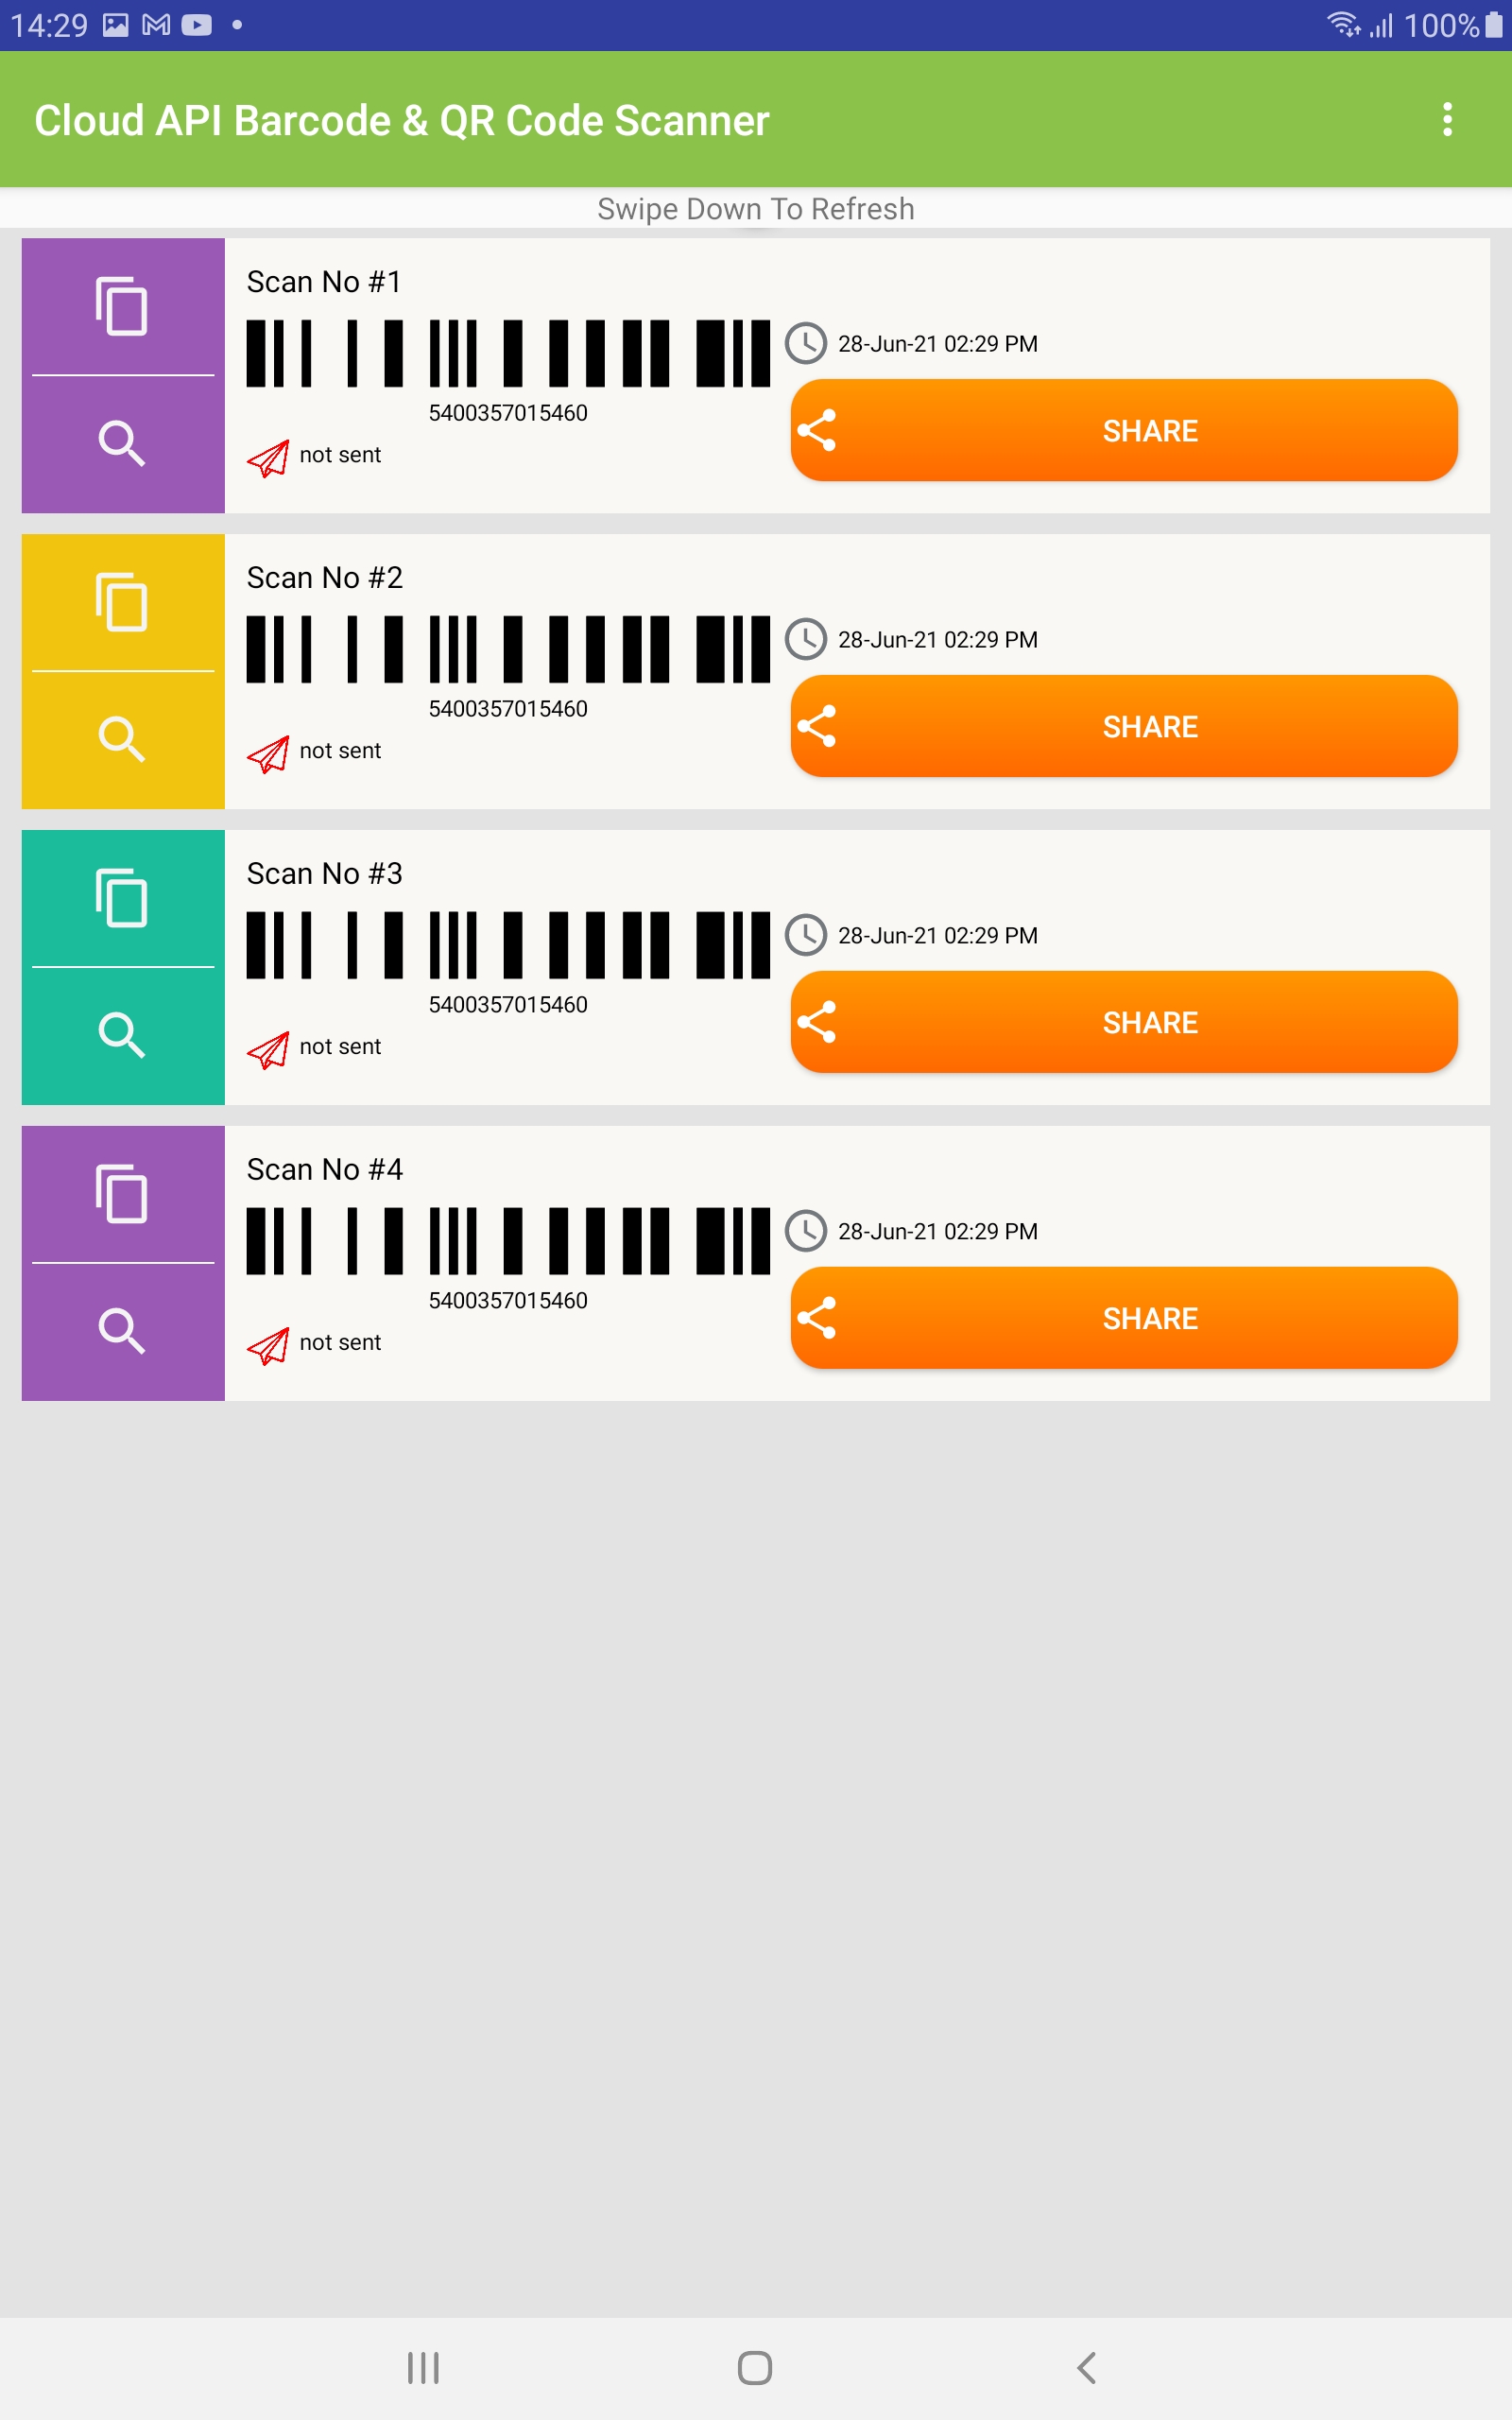 14:29
100%
Cloud API Barcode & QR Code Scanner
Swipe Down To Refresh
Scan No #1
28-Jun-21 02:29 PM
5400357015460
SHARE
not sent
Scan No #2
28-Jun-21 02:29 PM
5400357015460
SHARE
not sent
Scan No #3
28-Jun-21 02:29 PM
5400357015460
SHARE
not sent
Scan No #4
28-Jun-21 02:29 PM
5400357015460
SHARE
not sent